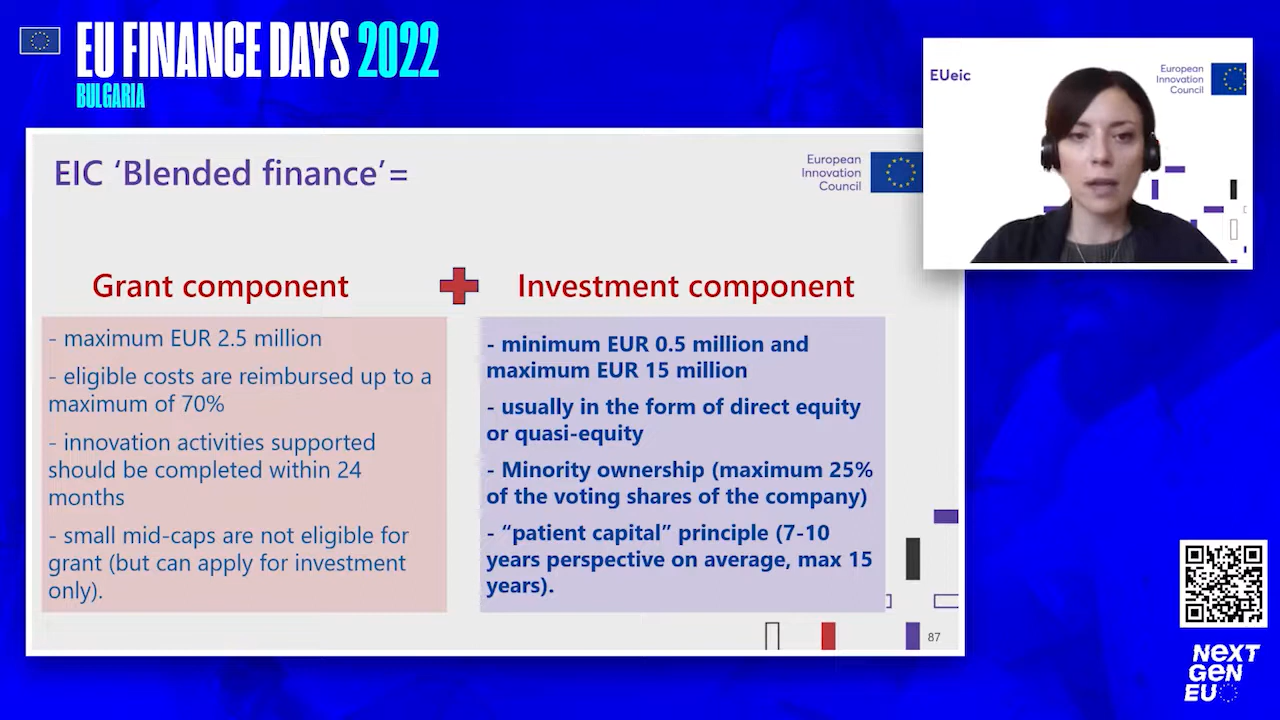 EU FINANCE DAYS 2022
BULGARIA
EUeic
European
Innovation
Council
EIC ‘Blended finance’=
European
Innovation
Council
Grant component
Investment component
- maximum EUR 2.5 million
- eligible costs are reimbursed up to a
maximum of 70%
- innovation activities supported
should be completed within 24
months
- small mid-caps are not eligible for
grant (but can apply for investment
only).
- minimum EUR 0.5 million and
maximum EUR 15 million
- usually in the form of direct equity
or quasi-equity
- Minority ownership (maximum 25%
of the voting shares of the company)
- “patient capital” principle (7-10
years perspective on average, max 15
years).
87
NEXT
GEN
EU